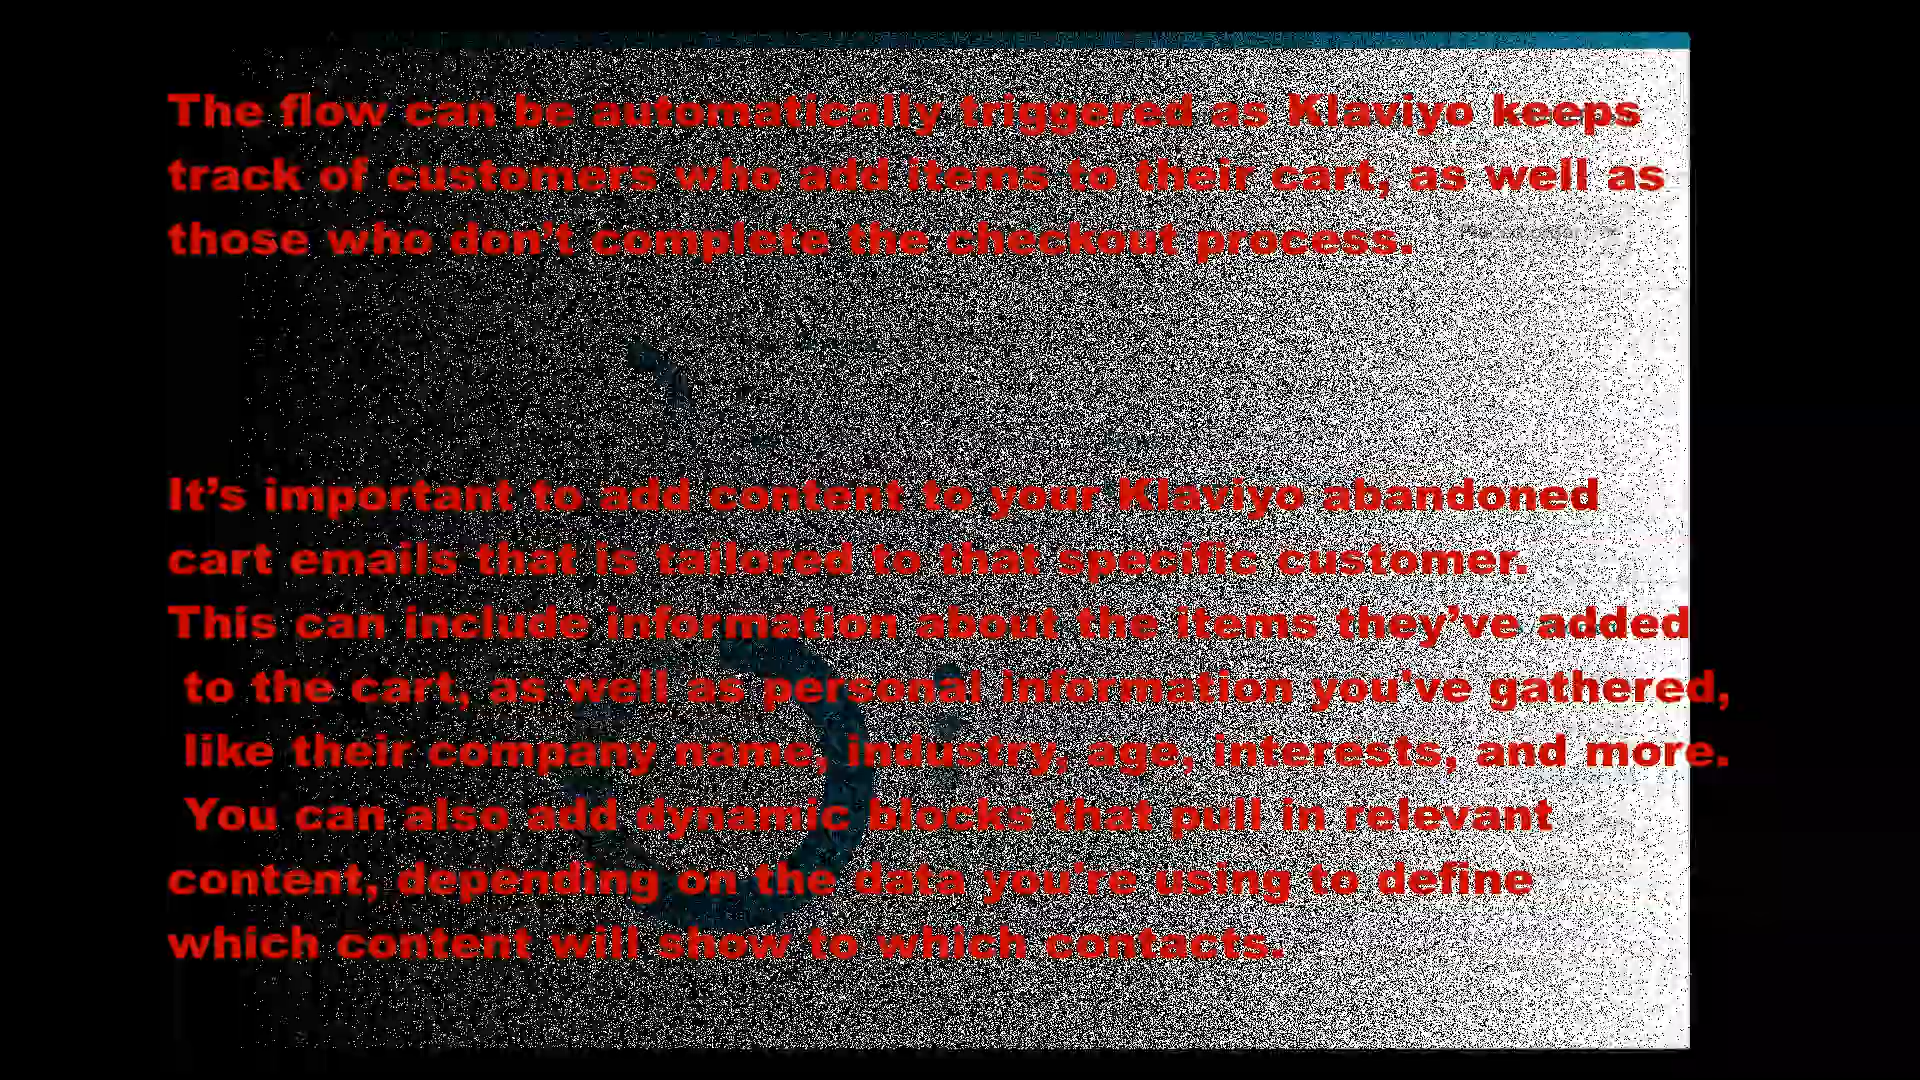 The flow can be automatically triggered as Klaviyo keeps
track of customers who add items to their cart, as well as
those who don’t complete the checkout process.
It’s important to add content to your Klaviyo abandoned
cart emails that is tailored to that specific customer.
This can include information about the items they’ve added
to the cart, as well as personal information you've gathered,
like their company name, industry, age, interests, and more.
You can also add dynamic blocks that pull in relevant
content, depending on the data you're using to define
which content will show to which contacts.